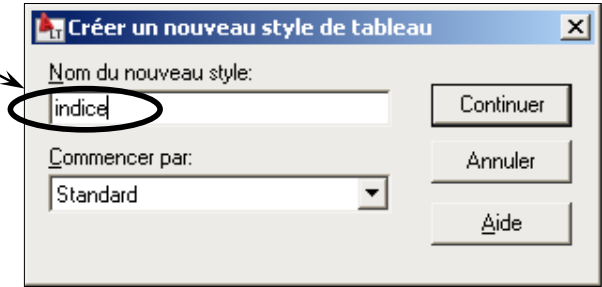 Créer un nouveau style de tableau
Nom du nouveau style:
indice
Continuer
Commencer par:
Annuler
Standard
Aide